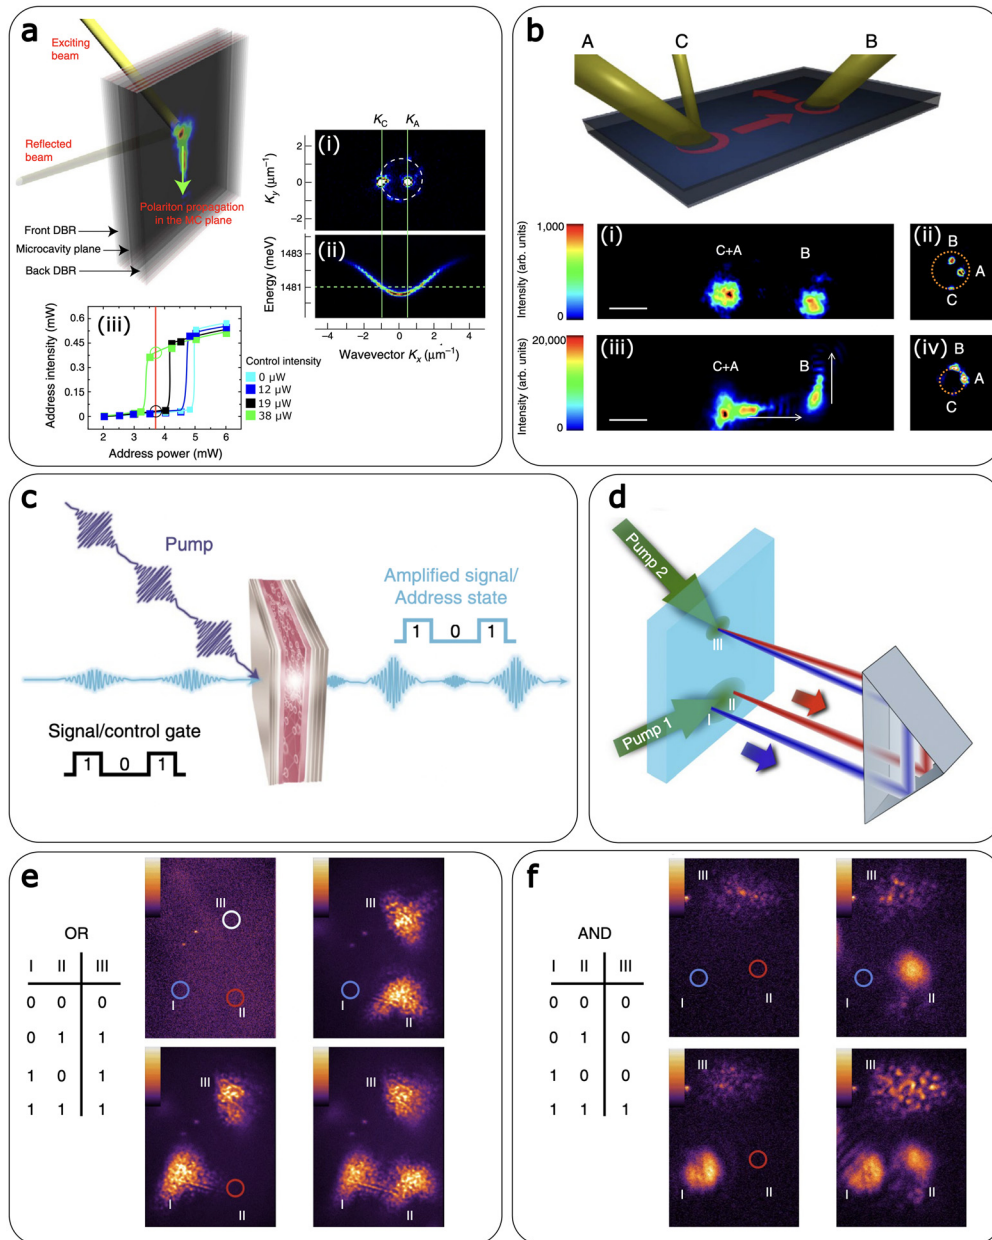 a
Exciting
beam
Reflected
beam
Polariton propagation
in the MC plane
Front DBR
Microcavity plane
Back DBR
KC KA
(i)
Ky (μm−1)
2
0
−2
(ii)
Energy (meV)
1483
1481
−4 −2 0 2 4
Wavevector Kx (μm−1)
(iii)
Address intensity (mW)
0.6
0.45
0.3
0.15
0
2 3 4 5 6
Address power (mW)
Control intensity
0 μW
12 μW
19 μW
38 μW
b
A C B
Intensity (arb. units)
1,000
0
(i)
C+A B
(ii)
B
A
C
Intensity (arb. units)
20,000
0
(iii)
C+A B
(iv)
B
A
C
c
Pump
Amplified signal/
Address state
1 0 1
Signal/control gate
1 0 1
d
Pump 2
III
II
I
Pump 1
e
OR
I II III
0 0 0
0 1 1
1 0 1
1 1 1
III
I
II
III
I
II
III
I
II
III
I
II
f
AND
I II III
0 0 0
0 1 0
1 0 0
1 1 1
III
I
II
III
I
II
III
I
II
III
I
II